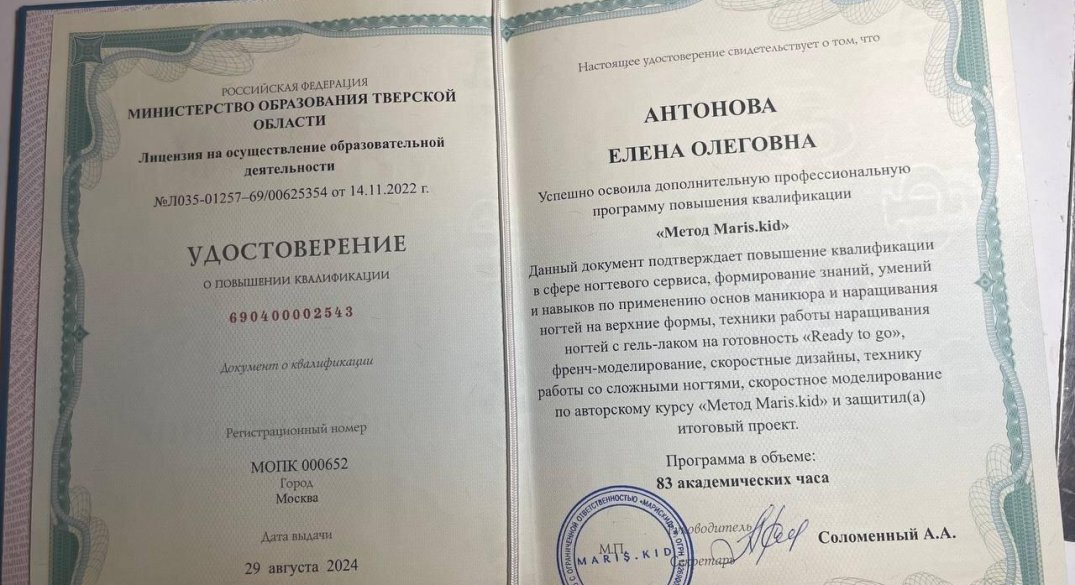 РОССИЙСКАЯ ФЕДЕРАЦИЯ
МИНИСТЕРСТВО ОБРАЗОВАНИЯ ТВЕРСКОЙ
ОБЛАСТИ
Лицензия на осуществление образовательной
деятельности
№Л035-01257–69/00625354 от 14.11.2022 г.
УДОСТОВЕРЕНИЕ
О ПОВЫШЕНИИ КВАЛИФИКАЦИИ
690400002543
Документ о квалификации
Регистрационный номер
МОПК 000652
Город
Москва
Дата выдачи
29 августа 2024
Настоящее удостоверение свидетельствует о том, что
АНТОНОВА
ЕЛЕНА ОЛЕГОВНА
Успешно освоила дополнительную профессиональную
программу повышения квалификации
«Метод Maris.kid»
Данный документ подтверждает повышение квалификации
в сфере ногтевого сервиса, формирование знаний, умений
и навыков по применению основ маникюра и наращивания
ногтей на верхние формы, техники работы наращивания
ногтей с гель-лаком на готовность «Ready to go»,
френч-моделирование, скоростные дизайны, технику
работы со сложными ногтями, скоростное моделирование
по авторскому курсу «Метод Maris.kid» и защитил(а)
итоговый проект.
Программа в объеме:
83 академических часа
Руководитель
Соломенный А.А.
М.П.
Секретарь
С ОГРАНИЧЕННОЙ ОТВЕТСТВЕННОСТЬЮ «МАРИСКИД»
MARIS.KID